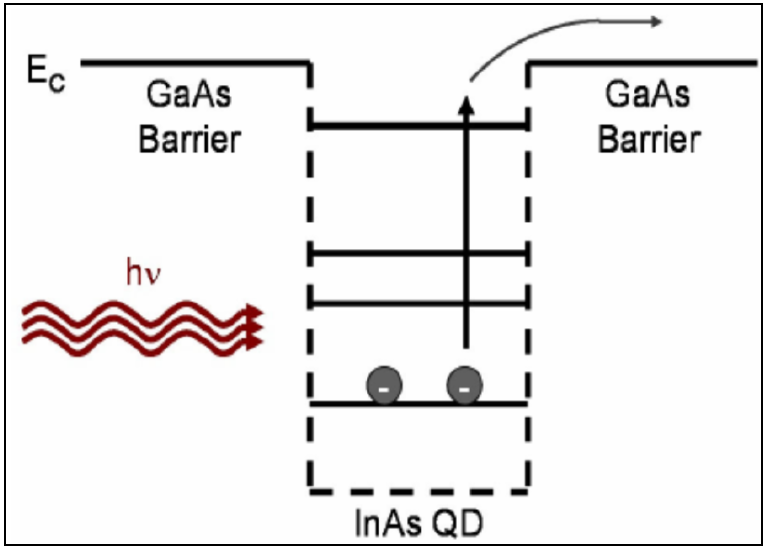 E_C
GaAs
Barrier
GaAs
Barrier
hν
-
-
InAs QD